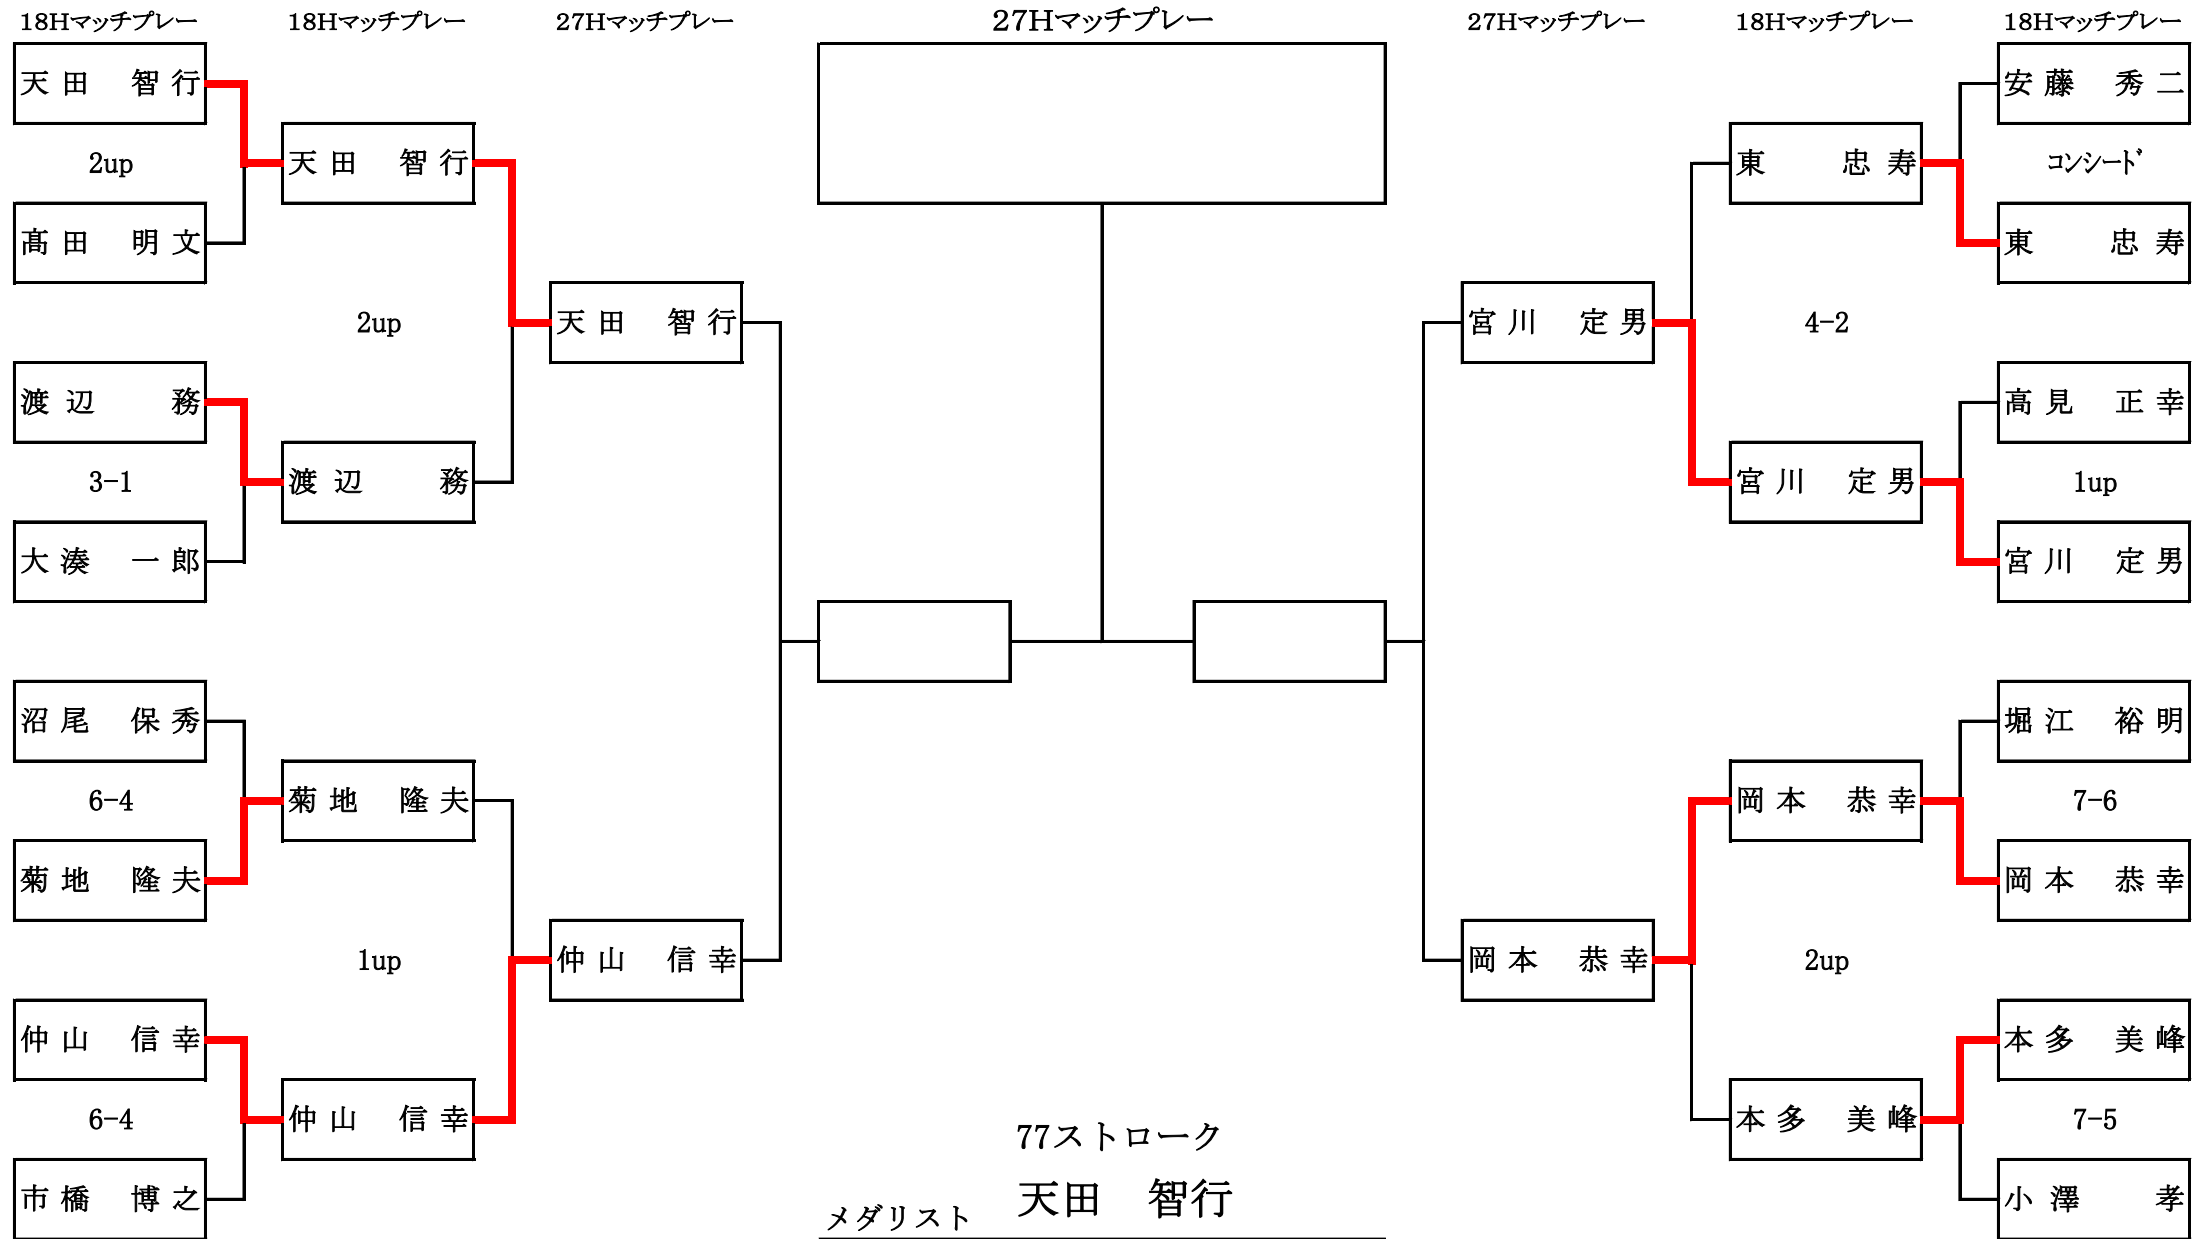 18Hマッチプレー
18Hマッチプレー
27Hマッチプレー
27Hマッチプレー
27Hマッチプレー
18Hマッチプレー
18Hマッチプレー
天田 智行
2up
髙田 明文
渡辺 務
3-1
大湊 一郎
沼尾 保秀
6-4
菊地 隆夫
仲山 信幸
6-4
市橋 博之
天田 智行
2up
渡辺 務
菊地 隆夫
1up
仲山 信幸
天田 智行
仲山 信幸
77ストローク
メダリスト 天田 智行
宮川 定男
岡本 恭幸
東 忠寿
4-2
宮川 定男
岡本 恭幸
2up
本多 美峰
安藤 秀二
コンシード
東 忠寿
高見 正幸
1up
宮川 定男
堀江 裕明
7-6
岡本 恭幸
本多 美峰
7-5
小澤 孝